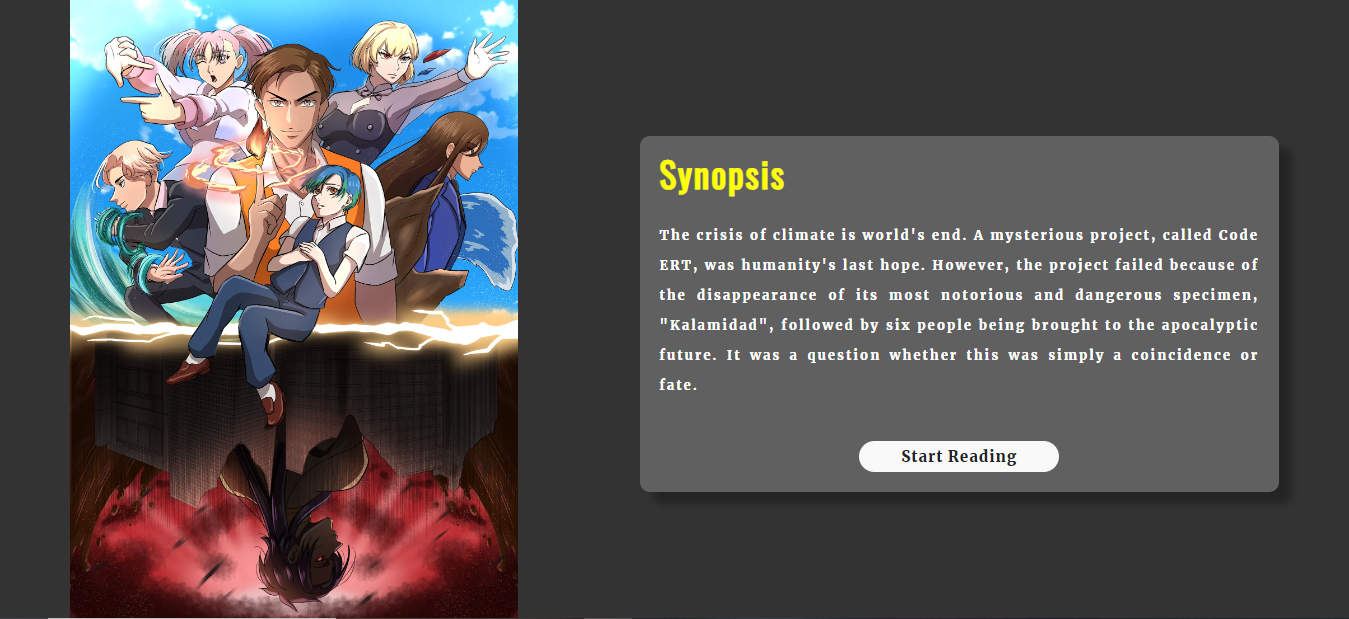 Synopsis
The crisis of climate is world's end. A mysterious project, called Code
ERT, was humanity's last hope. However, the project failed because of
the disappearance of its most notorious and dangerous specimen,
"Kalamidad", followed by six people being brought to the apocalyptic
future. It was a question whether this was simply a coincidence or
fate.
Start Reading